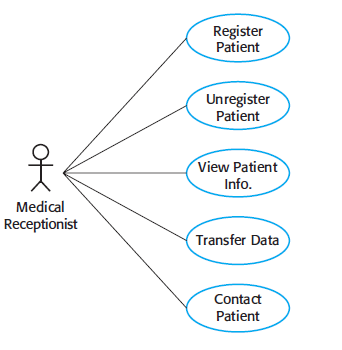 Register
Patient
Unregister
Patient
View Patient
Info.
Medical
Receptionist
Transfer Data
Contact
Patient